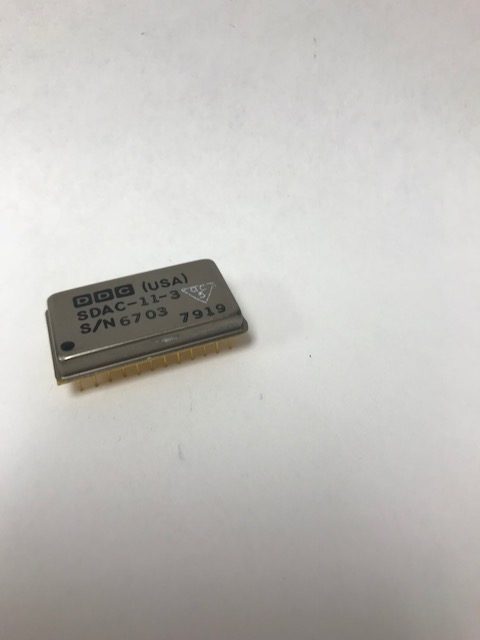 DDC (USA)
SDAC-11-3
S/N 6703 7919